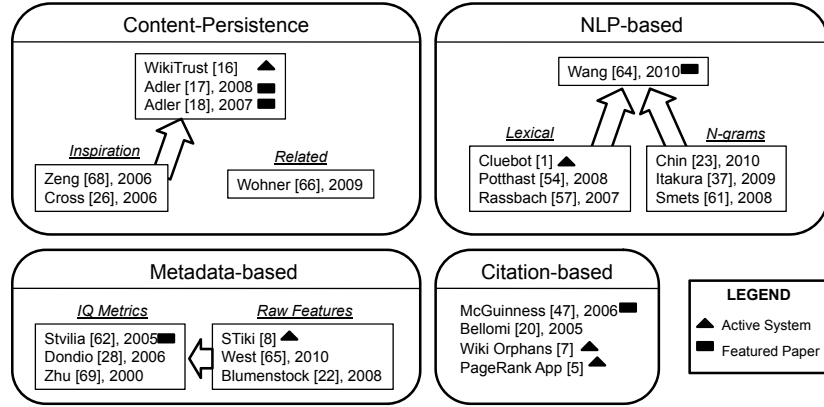 Content-Persistence
WikiTrust [16]
Adler [17], 2008
Adler [18], 2007
Inspiration
Zeng [68], 2006
Cross [26], 2006
Related
Wohner [66], 2009
NLP-based
Wang [64], 2010
Lexical
Cluebot [1]
Potthast [54], 2008
Rassbach [57], 2007
N-grams
Chin [23], 2010
Itakura [37], 2009
Smets [61], 2008
Metadata-based
IQ Metrics
Stvilia [62], 2005
Dondio [28], 2006
Zhu [69], 2000
Raw Features
STiki [8]
West [65], 2010
Blumenstock [22], 2008
Citation-based
McGuinness [47], 2006
Bellomi [20], 2005
Wiki Orphans [7]
PageRank App [5]
LEGEND
Active System
Featured Paper